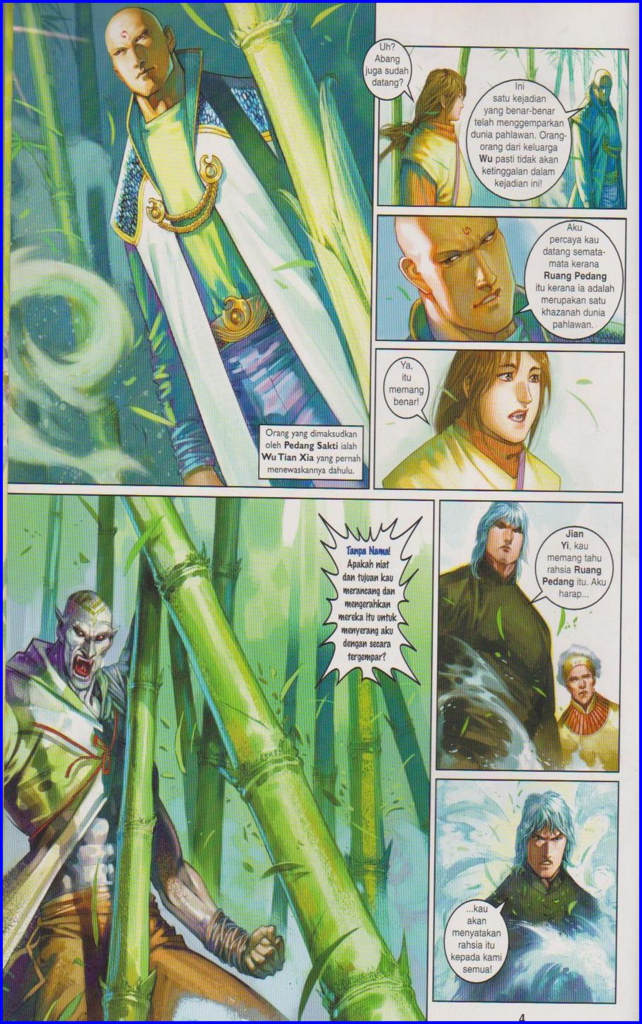 Orang yang dimaksudkan
oleh Pedang Sakti ialah
Wu Tian Xia yang pernah
menewaskannya dahulu.
Uh?
Abang
juga sudah
datang?
Ini
satu kejadian
yang benar-benar
telah menggemparkan
dunia pahlawan. Orang-
orang dari keluarga
Wu pasti tidak akan
ketinggalan dalam
kejadian ini!
Aku
percaya kau
datang semata-
mata kerana
Ruang Pedang
itu kerana ia adalah
merupakan satu
khazanah dunia
pahlawan.
Ya,
itu
memang
benar!
Tanpa Nama!
Apakah niat
dan tujuan kau
merancang dan
mengerahkan
mereka itu untuk
menyerang aku
dengan secara
tergempar?
Jian
Yi, kau
memang tahu
rahsia Ruang
Pedang itu. Aku
harap...
...kau
akan
menyatakan
rahsia itu
kepada kami
semua!
4